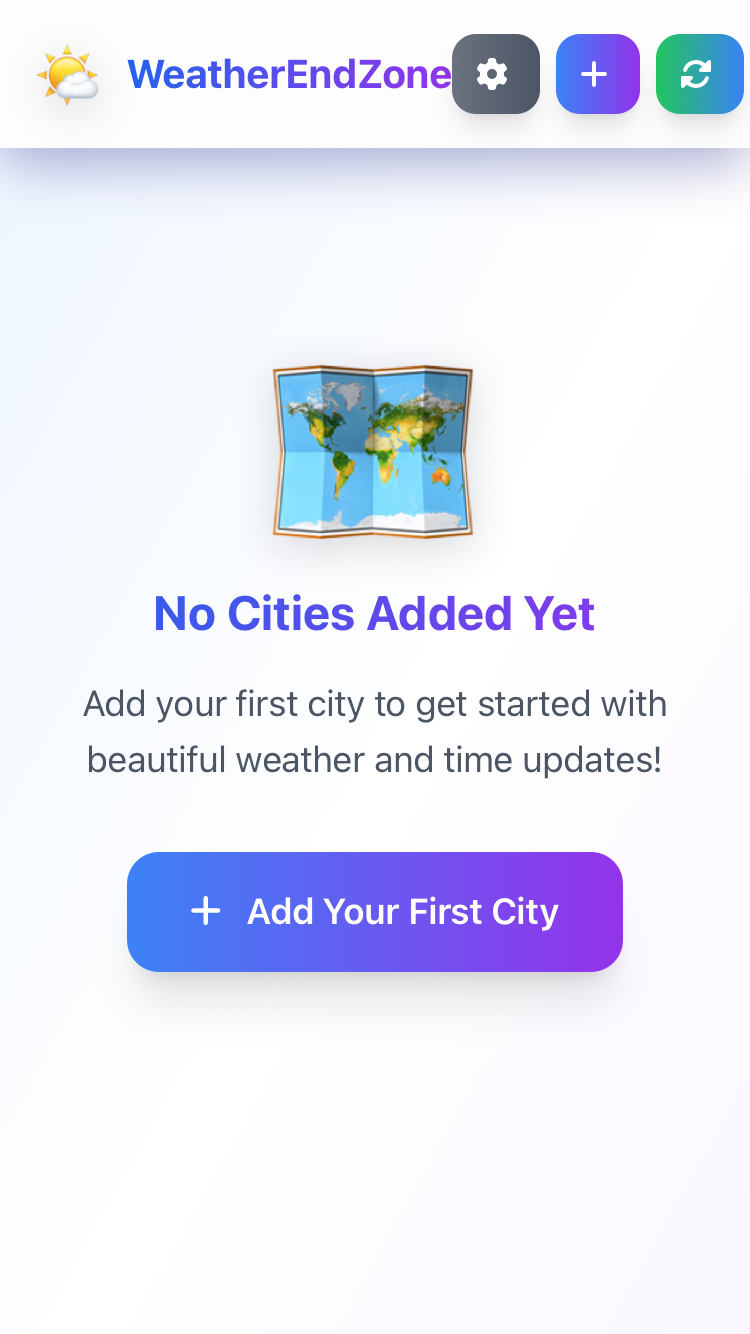 WeatherEndZone
No Cities Added Yet
Add your first city to get started with
beautiful weather and time updates!
Add Your First City